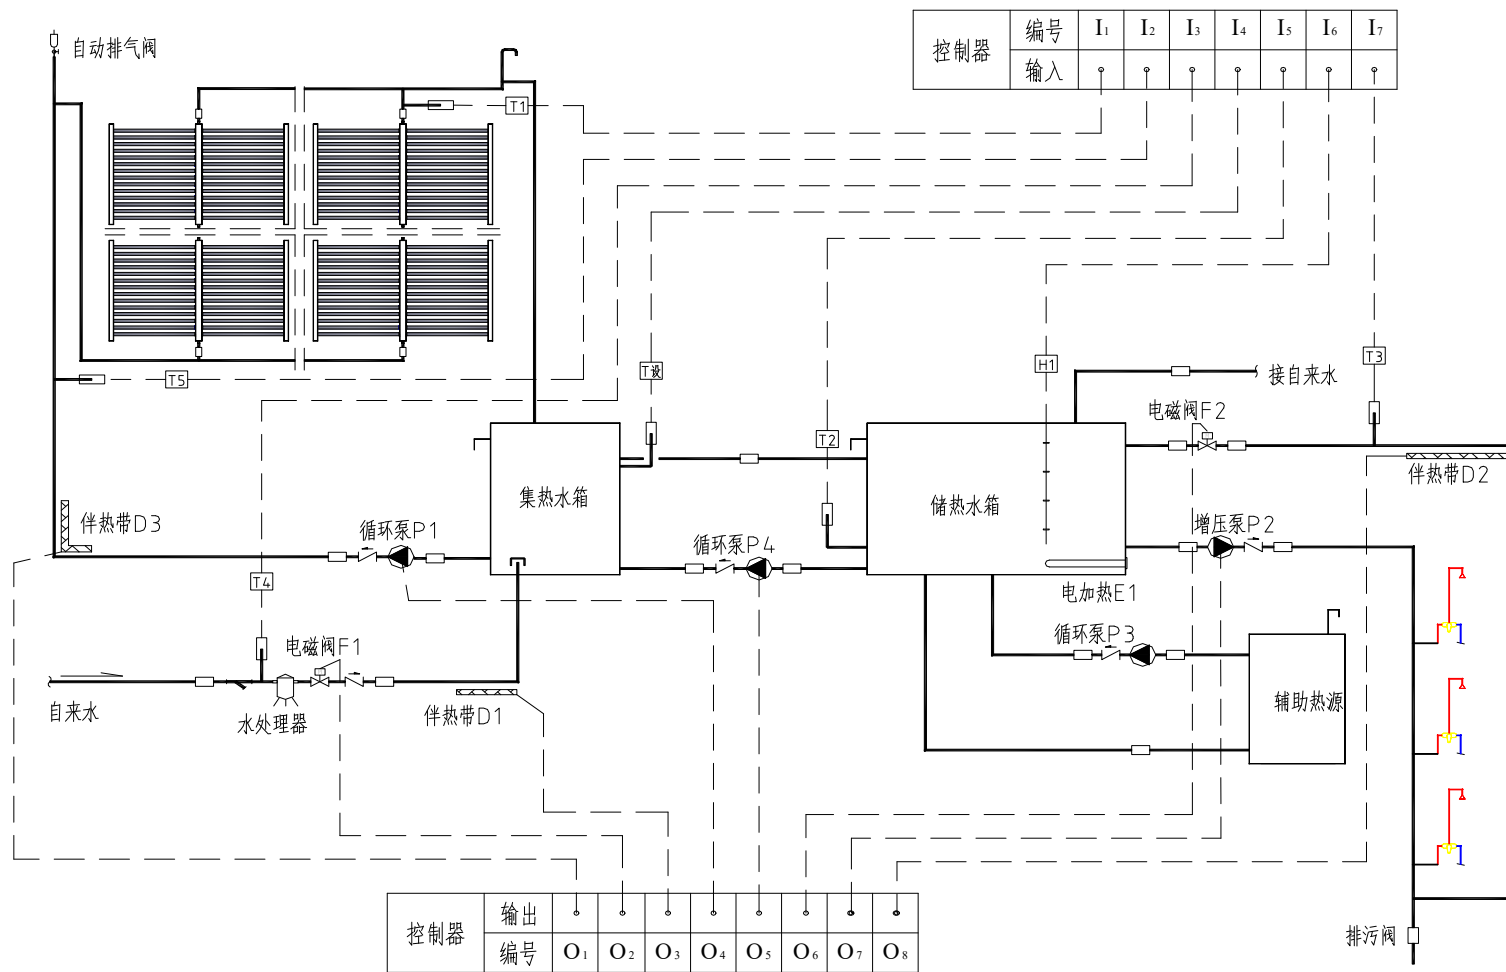 控制器 编号 I1 I2 I3 I4 I5 I6 I7
输入
自动排气阀
T1
T5
T设
H1
T3
接自来水
电磁阀F2
T2
伴热带D2
集热水箱
储热水箱
伴热带D3
循环泵P1
循环泵P4
增压泵P2
T4
电加热E1
电磁阀F1
循环泵P3
自来水
水处理器
伴热带D1
辅助热源
控制器 输出
编号 O1 O2 O3 O4 O5 O6 O7 O8
排污阀